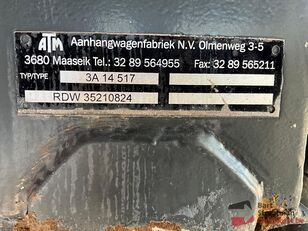 ATM
Aanhangwagenfabriek N.V. Olmenweg 3-5
3680 Maaseik Tel.: 32 89 564955 Fax: 32 89 565211
TYP/TYPE 3A 14 517
RDW 35210824